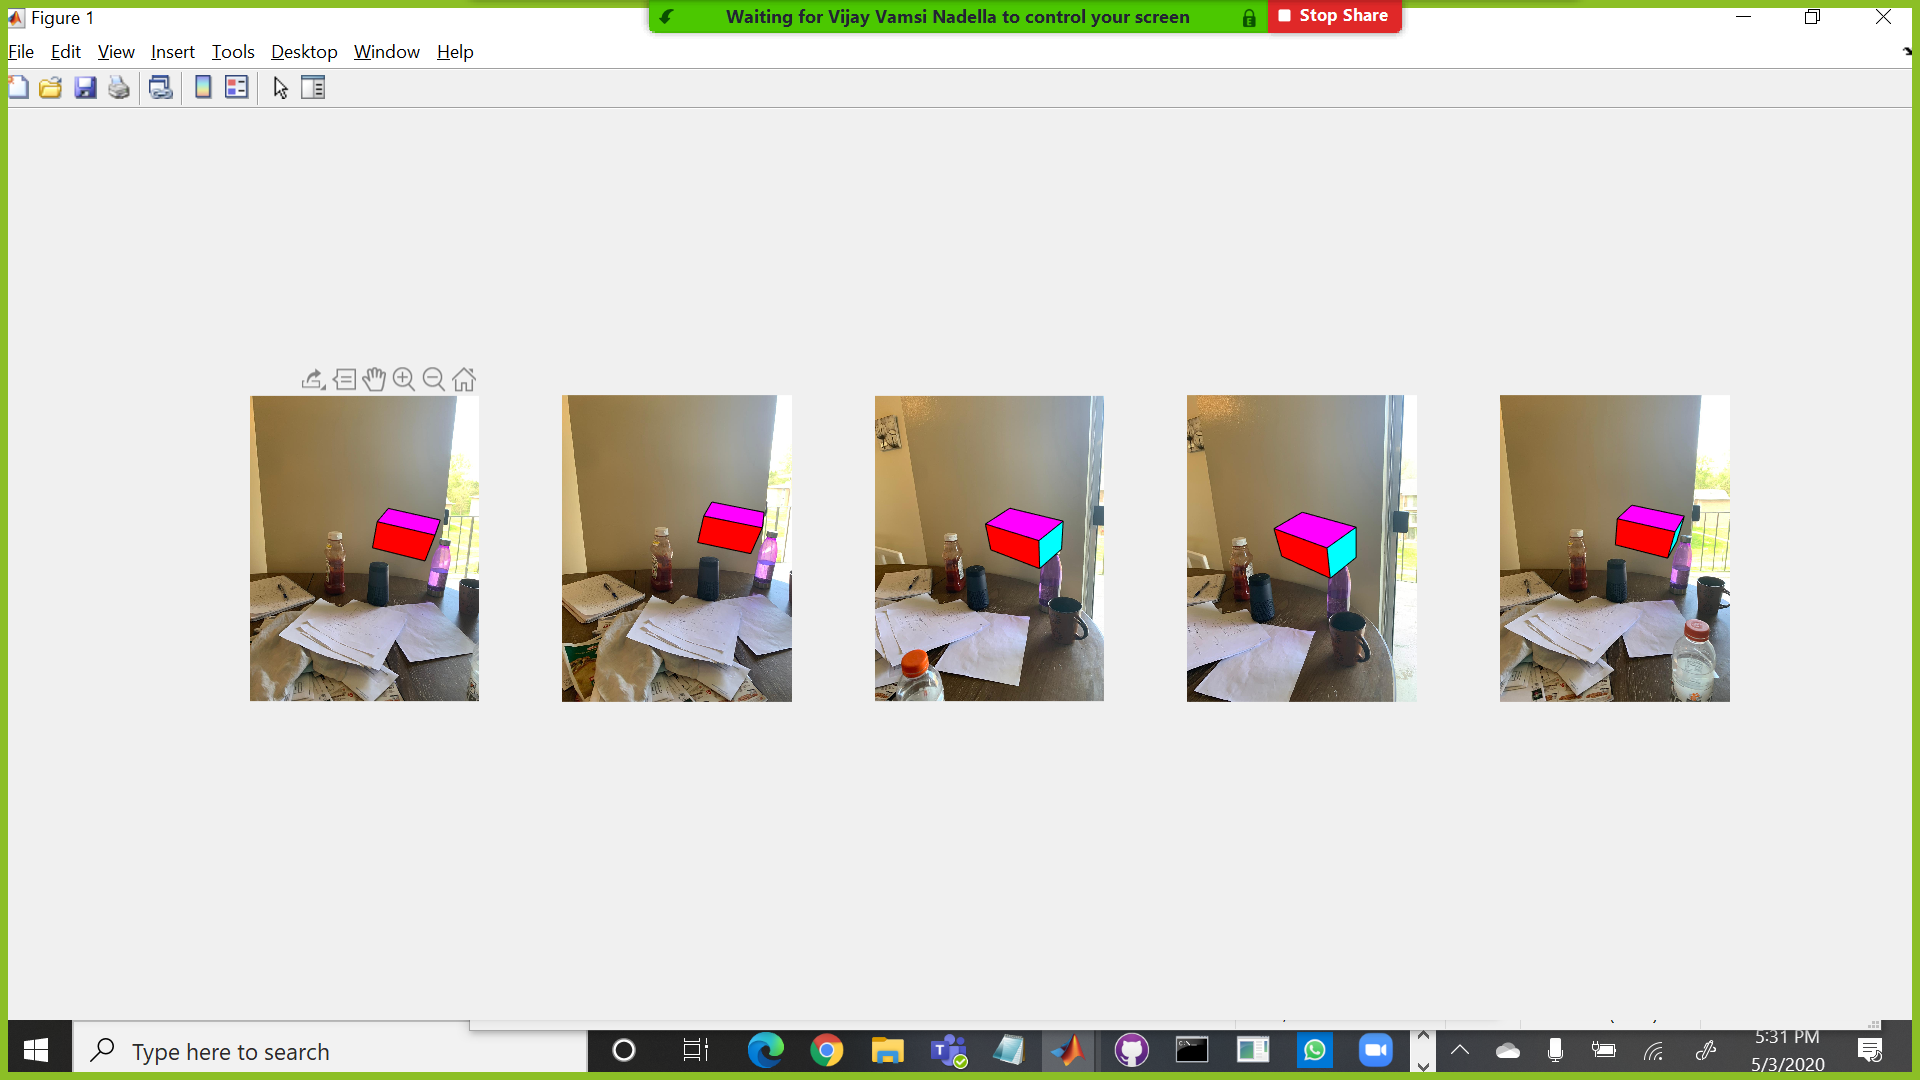 Figure 1
Waiting for Vijay Vamsi Nadella to control your screen
Stop Share
File Edit View Insert Tools Desktop Window Help
Type here to search
5:31 PM
5/3/2020